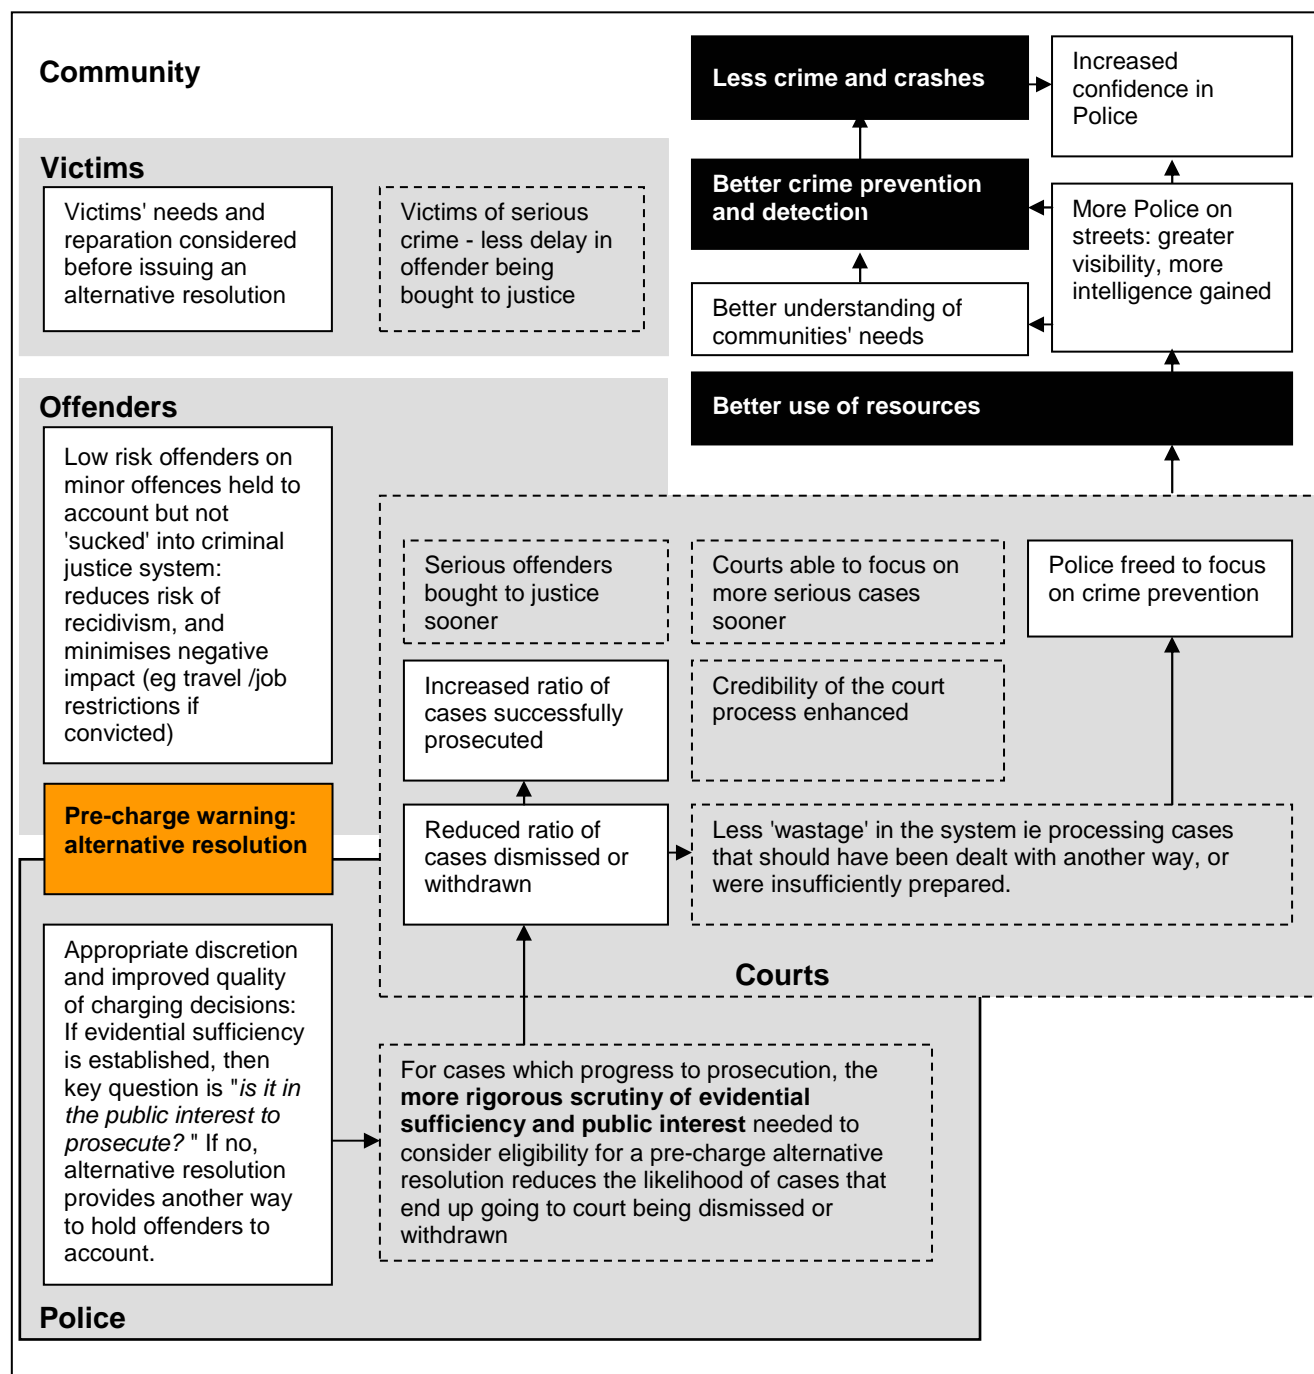 Community
Less crime and crashes
Increased
confidence in
Police
Victims
Victims' needs and
reparation considered
before issuing an
alternative resolution
Victims of serious
crime - less delay in
offender being
bought to justice
Better crime prevention
and detection
More Police on
streets: greater
visibility, more
intelligence gained
Better understanding of
communities' needs
Offenders
Better use of resources
Low risk offenders on
minor offences held to
account but not
'sucked' into criminal
justice system:
reduces risk of
recidivism, and
minimises negative
impact (eg travel /job
restrictions if
convicted)
Serious offenders
bought to justice
sooner
Courts able to focus on
more serious cases
sooner
Police freed to focus
on crime prevention
Increased ratio of
cases successfully
prosecuted
Credibility of the court
process enhanced
Pre-charge warning:
alternative resolution
Reduced ratio of
cases dismissed or
withdrawn
Less 'wastage' in the system ie processing cases
that should have been dealt with another way, or
were insufficiently prepared.
Courts
Appropriate discretion
and improved quality
of charging decisions:
If evidential sufficiency
is established, then
key question is "is it in
the public interest to
prosecute? " If no,
alternative resolution
provides another way
to hold offenders to
account.
For cases which progress to prosecution, the
more rigorous scrutiny of evidential
sufficiency and public interest needed to
consider eligibility for a pre-charge alternative
resolution reduces the likelihood of cases that
end up going to court being dismissed or
withdrawn
Police